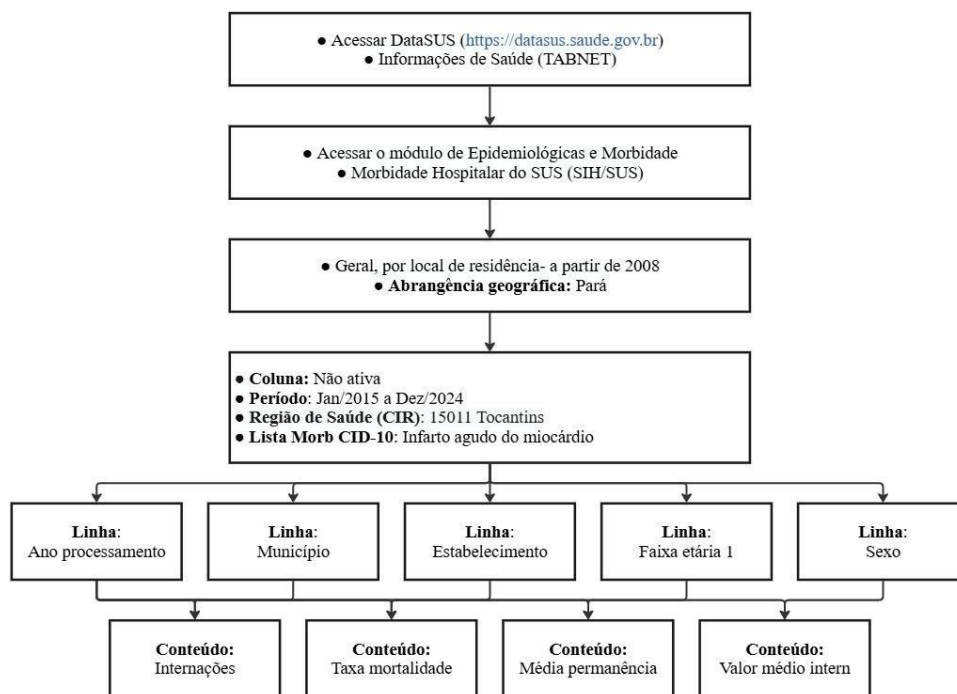 ● Acessar DataSUS (https://datasus.saude.gov.br)
● Informações de Saúde (TABNET)
● Acessar o módulo de Epidemiológicas e Morbidade
● Morbidade Hospitalar do SUS (SIH/SUS)
● Geral, por local de residência- a partir de 2008
● Abrangência geográfica: Pará
● Coluna: Não ativa
● Período: Jan/2015 a Dez/2024
● Região de Saúde (CIR): 15011 Tocantins
● Lista Morb CID-10: Infarto agudo do miocárdio
Linha:
Ano processamento
Linha:
Município
Linha:
Estabelecimento
Linha:
Faixa etária 1
Linha:
Sexo
Conteúdo:
Internações
Conteúdo:
Taxa mortalidade
Conteúdo:
Média permanência
Conteúdo:
Valor médio intern